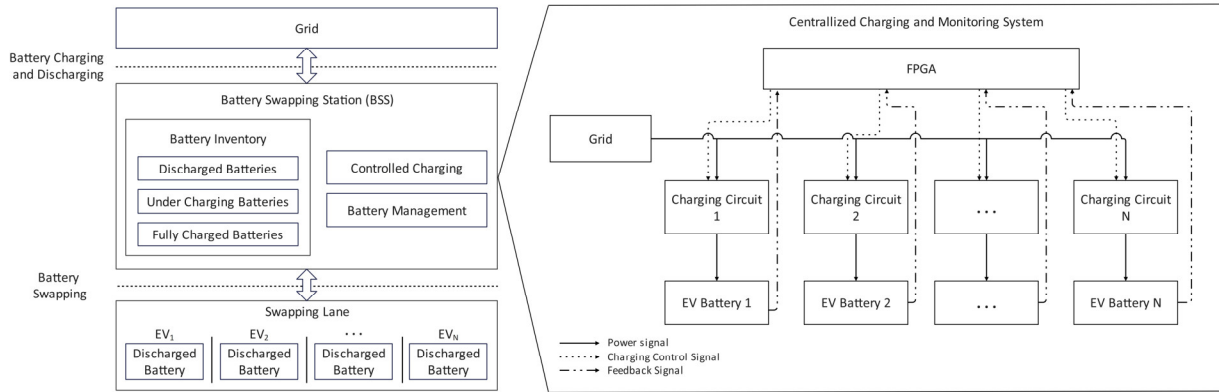 Grid
Battery Charging
and Discharging
Battery Swapping Station (BSS)
Battery Inventory
Discharged Batteries
Under Charging Batteries
Fully Charged Batteries
Controlled Charging
Battery Management
Battery
Swapping
Swapping Lane
EV1
EV2
...
EVN
Discharged
Battery
Discharged
Battery
Discharged
Battery
Discharged
Battery
Centrallized Charging and Monitoring System
FPGA
Grid
Charging Circuit
1
Charging Circuit
2
...
Charging Circuit
N
EV Battery 1
EV Battery 2
...
EV Battery N
Power signal
Charging Control Signal
Feedback Signal